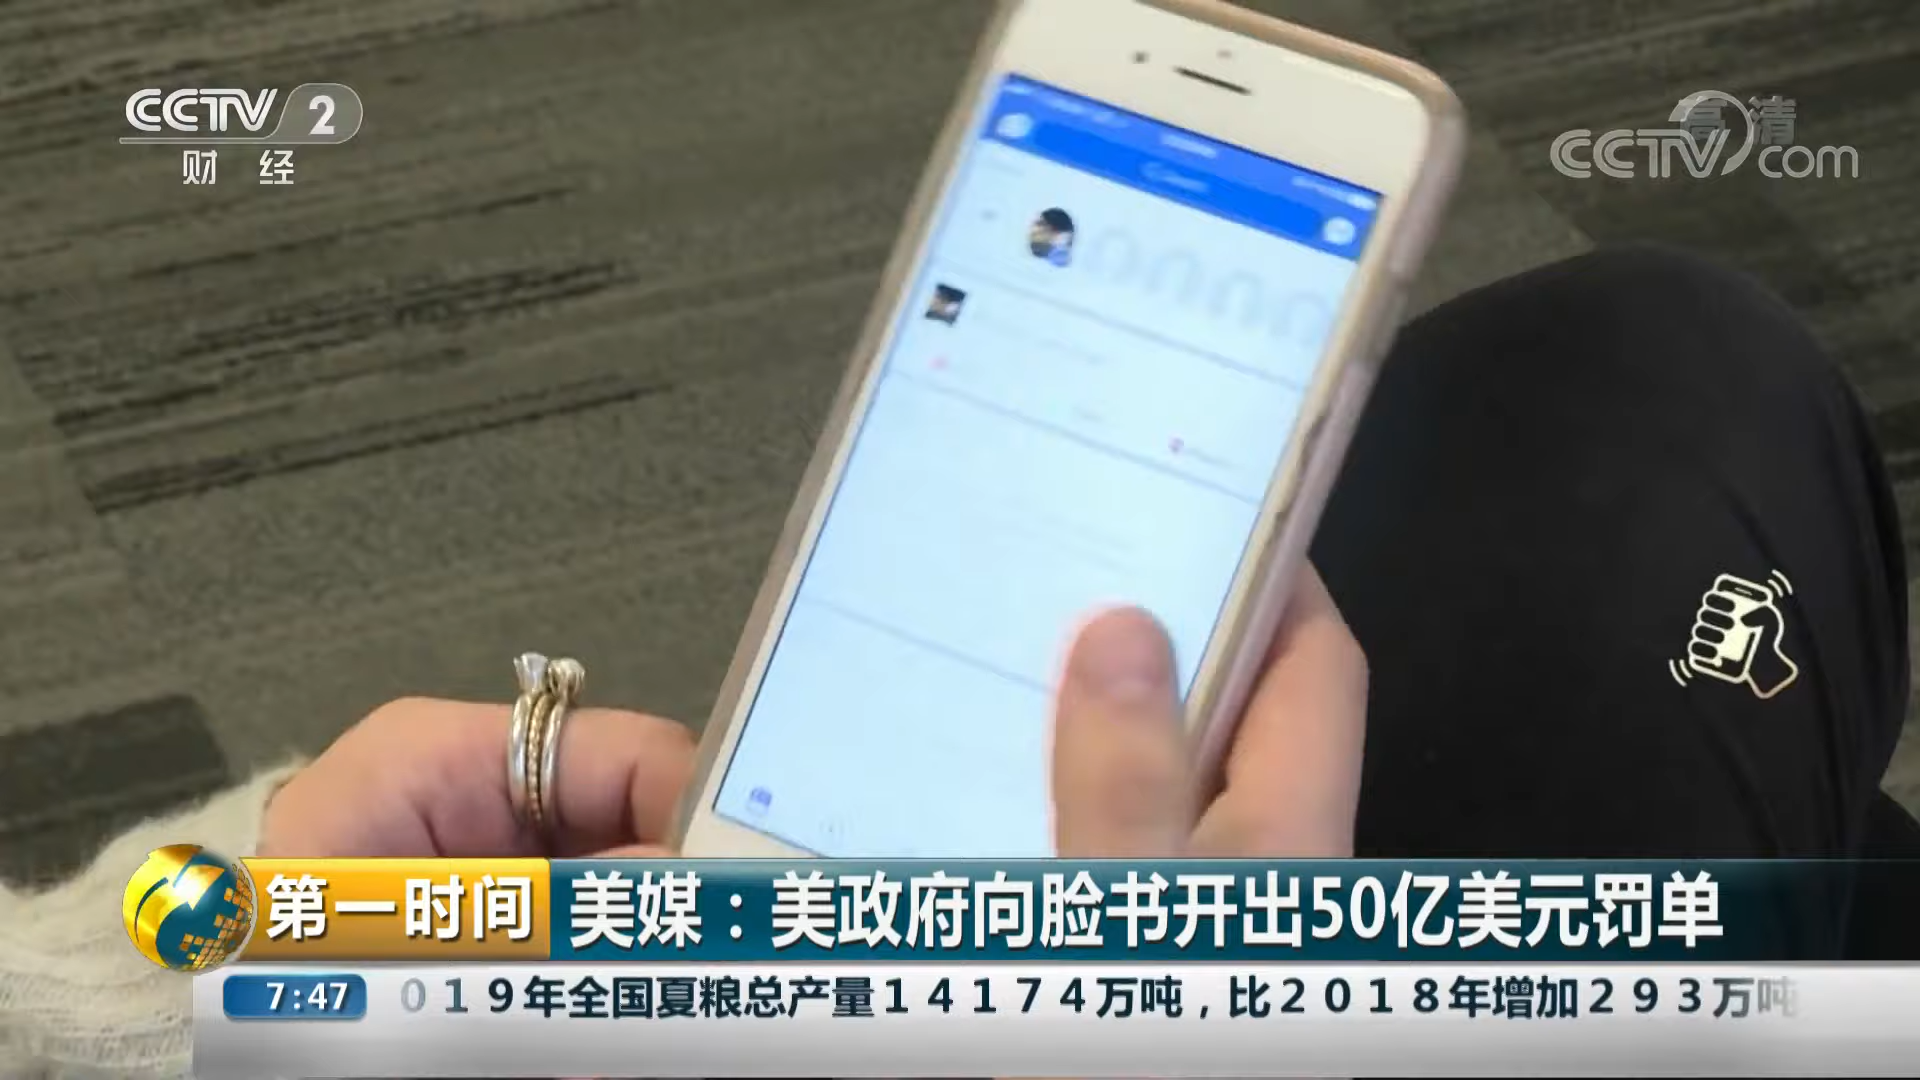 CCTV 2
财 经
高清
CCTV.com
第一时间
美媒：美政府向脸书开出50亿美元罚单
7:47
019年全国夏粮总产量14174万吨，比2018年增加293万吨